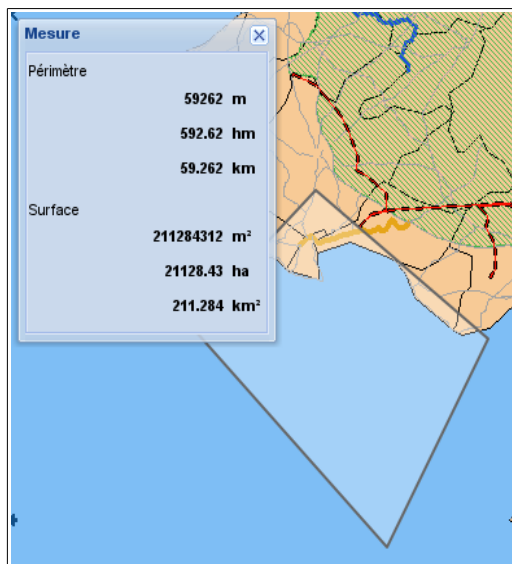 Mesure
Périmètre
59262 m
592.62 hm
59.262 km
Surface
211284312 m²
21128.43 ha
211.284 km²